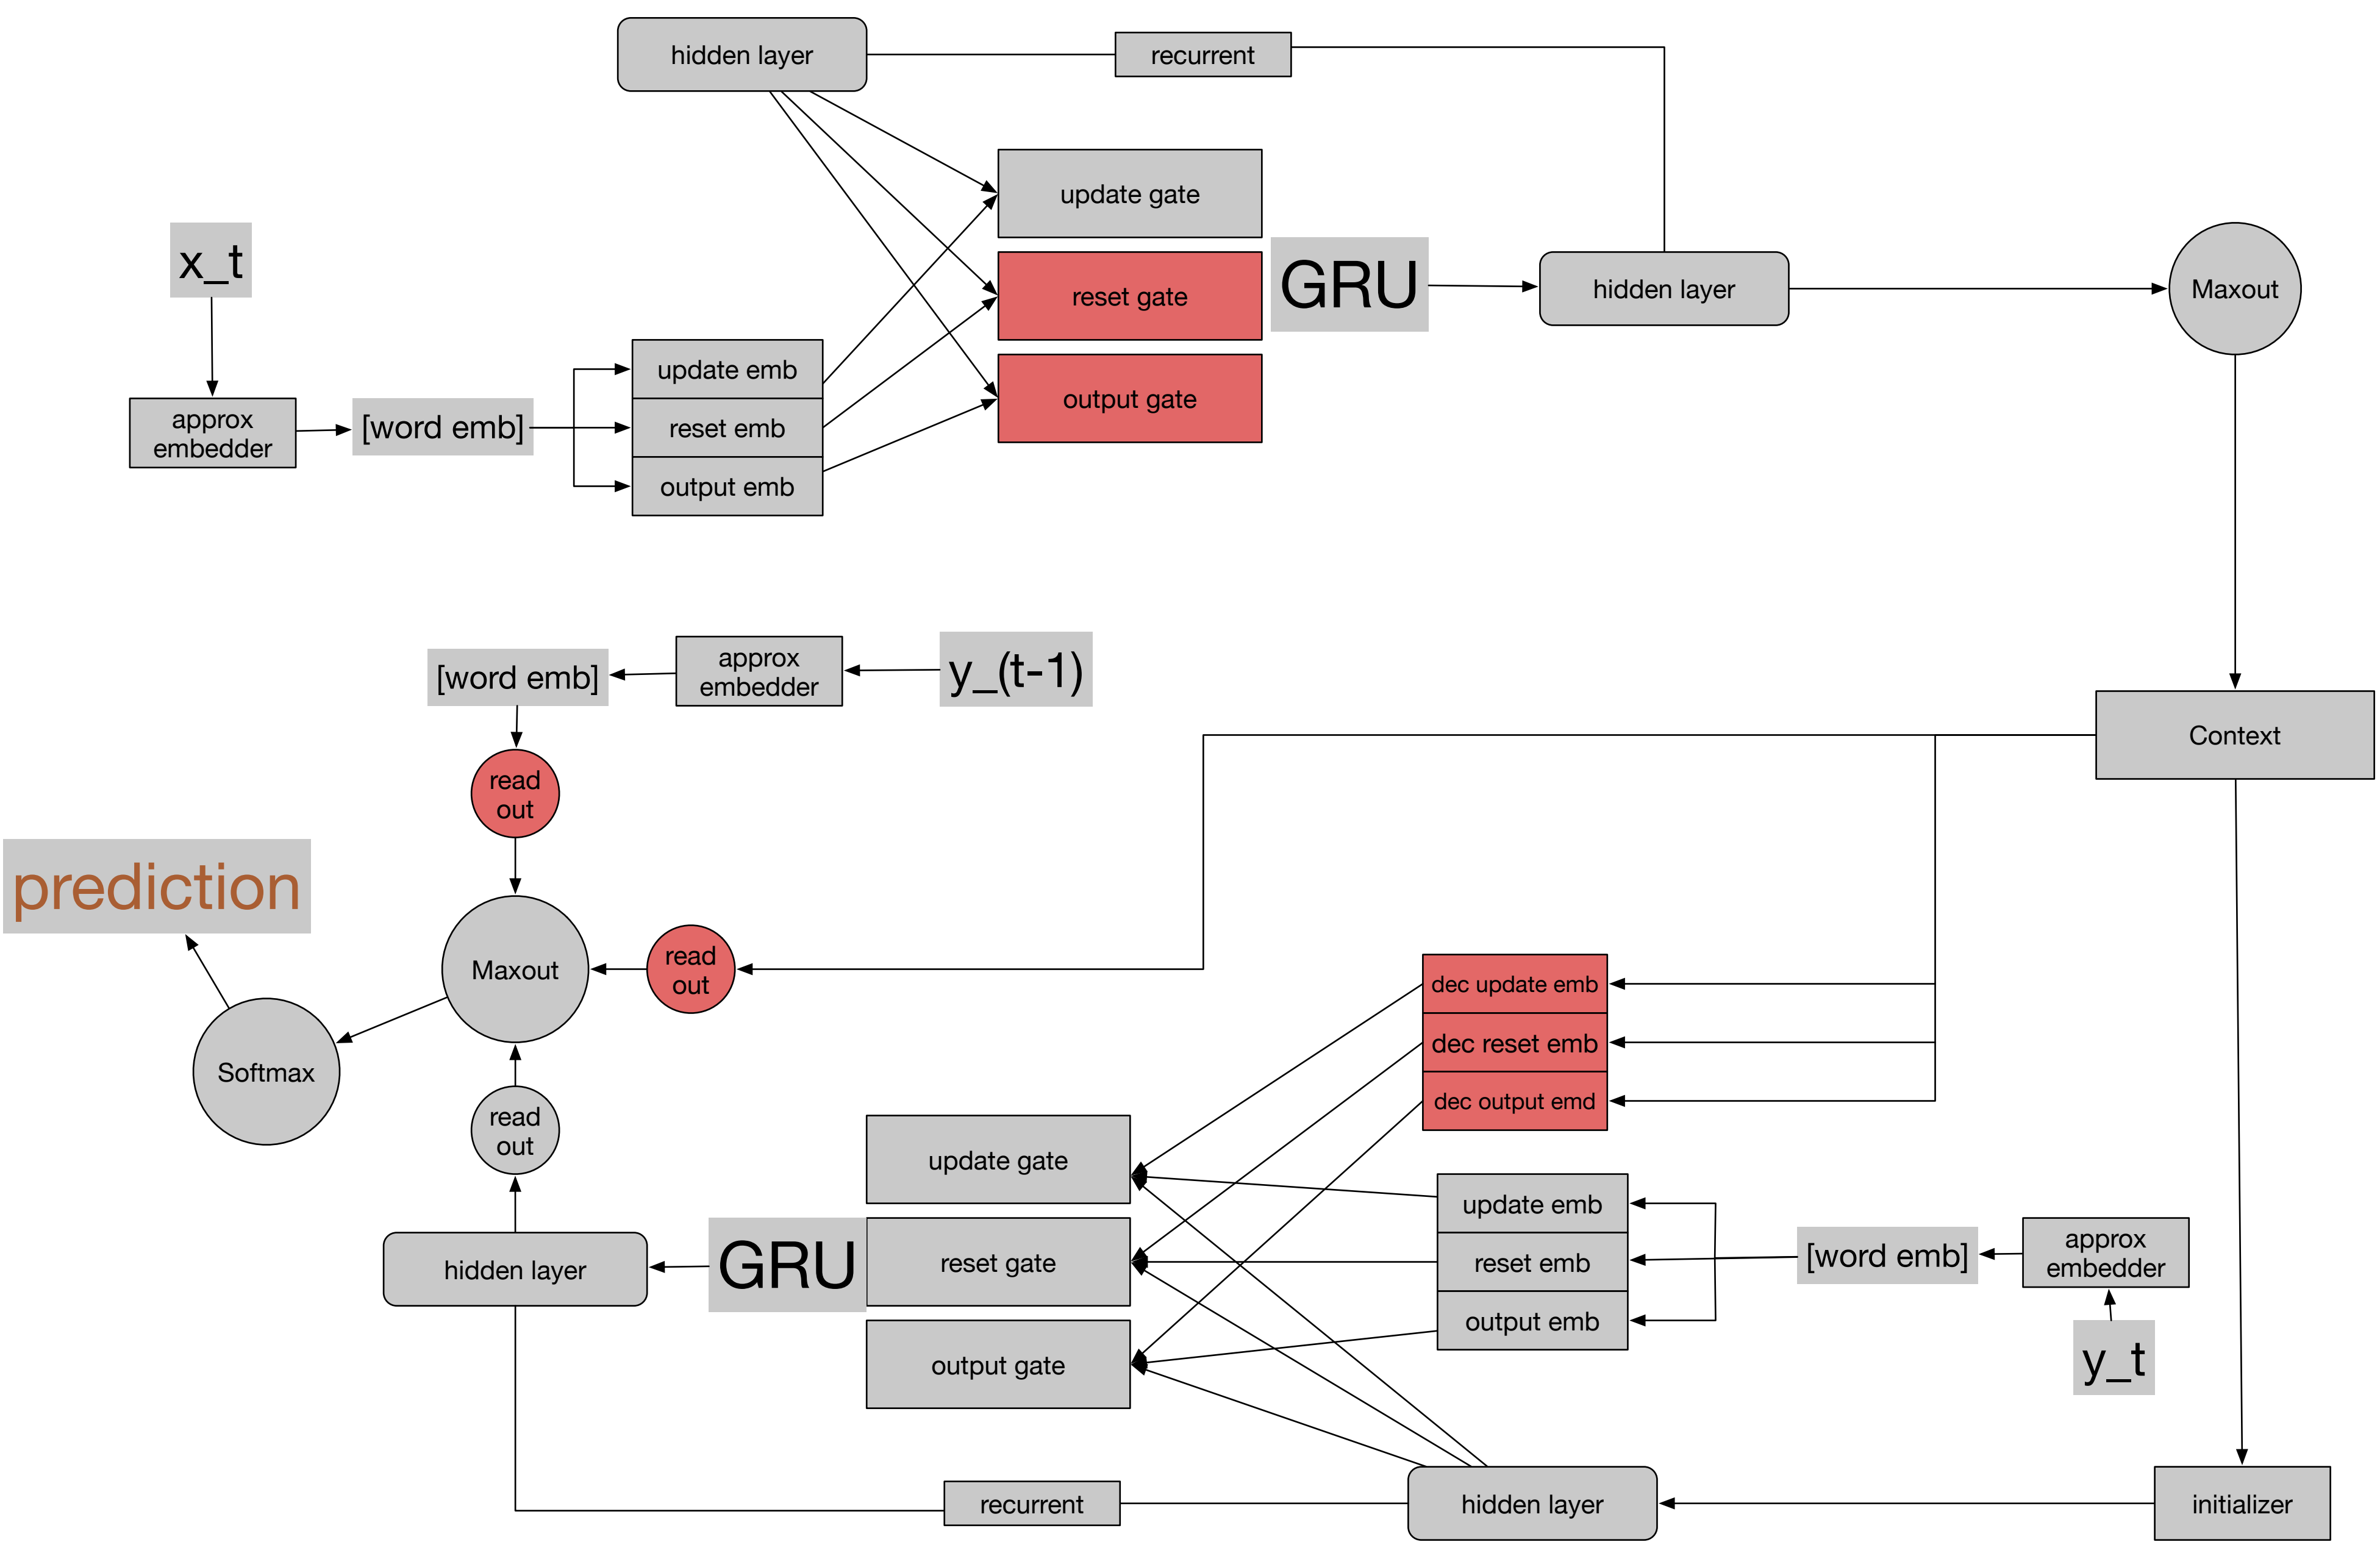 hidden layer
recurrent
update gate
x_t
reset gate
GRU
hidden layer
Maxout
update emb
output gate
approx
embedder
[word emb]
reset emb
output emb
[word emb]
approx
embedder
y_(t-1)
Context
read
out
prediction
Maxout
read
out
dec update emb
dec reset emb
dec output emd
Softmax
read
out
update gate
update emb
hidden layer
GRU
reset gate
reset emb
[word emb]
approx
embedder
output gate
output emb
y_t
recurrent
hidden layer
initializer